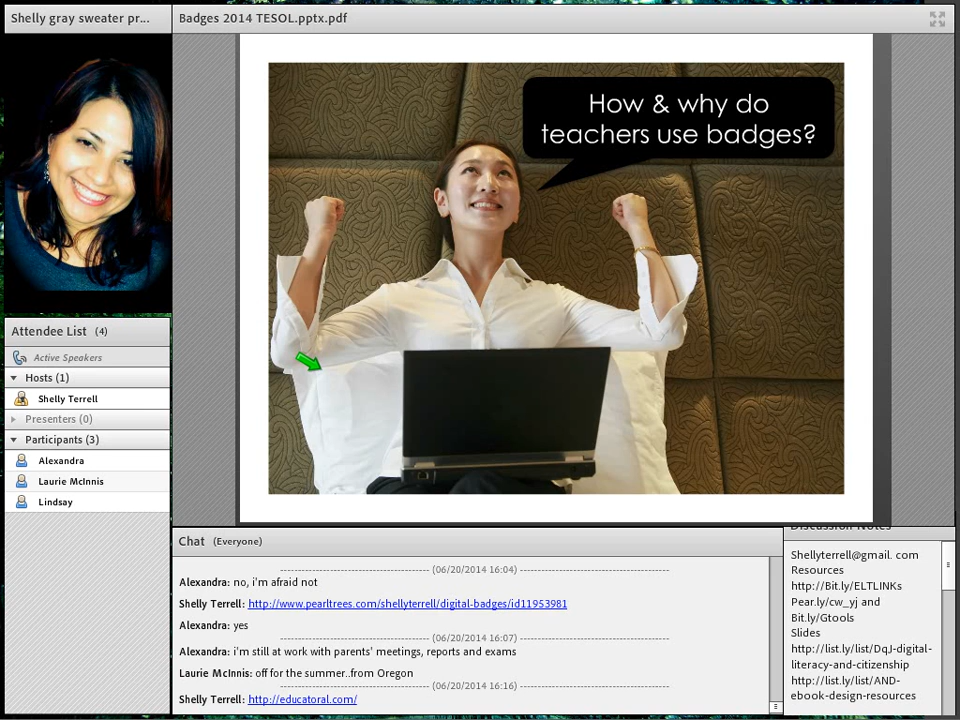 Shelly gray sweater pr...
Badges 2014 TESOL.pptx.pdf
How & why do
teachers use badges?
Attendee List (4)
Active Speakers
Hosts (1)
Shelly Terrell
Presenters (0)
Participants (3)
Alexandra
Laurie McInnis
Lindsay
Chat (Everyone)
(06/20/2014 16:04)
Alexandra: no, i'm afraid not
Shelly Terrell: http://www.pearltrees.com/shellyterrell/digital-badges/id11953981
Alexandra: yes
(06/20/2014 16:07)
Alexandra: i'm still at work with parents' meetings, reports and exams
Laurie McInnis: off for the summer..from Oregon
(06/20/2014 16:16)
Shelly Terrell: http://educatoral.com/
Discussion Notes
Shellyterrell@gmail. com
Resources
http://Bit.ly/ELTLINKs
Pear.ly/cw_yj and
Bit.ly/Gtools
Slides
http://list.ly/list/DqJ-digital-
literacy-and-citizenship
http://list.ly/list/AND-
ebook-design-resources